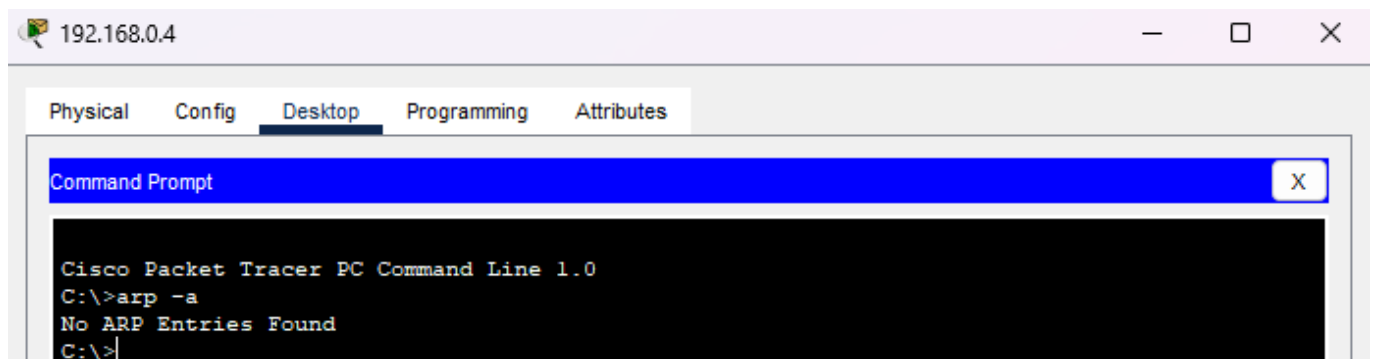 192.168.0.4
Physical Config Desktop Programming Attributes
Command Prompt X
Cisco Packet Tracer PC Command Line 1.0
C:\>arp -a
No ARP Entries Found
C:\>